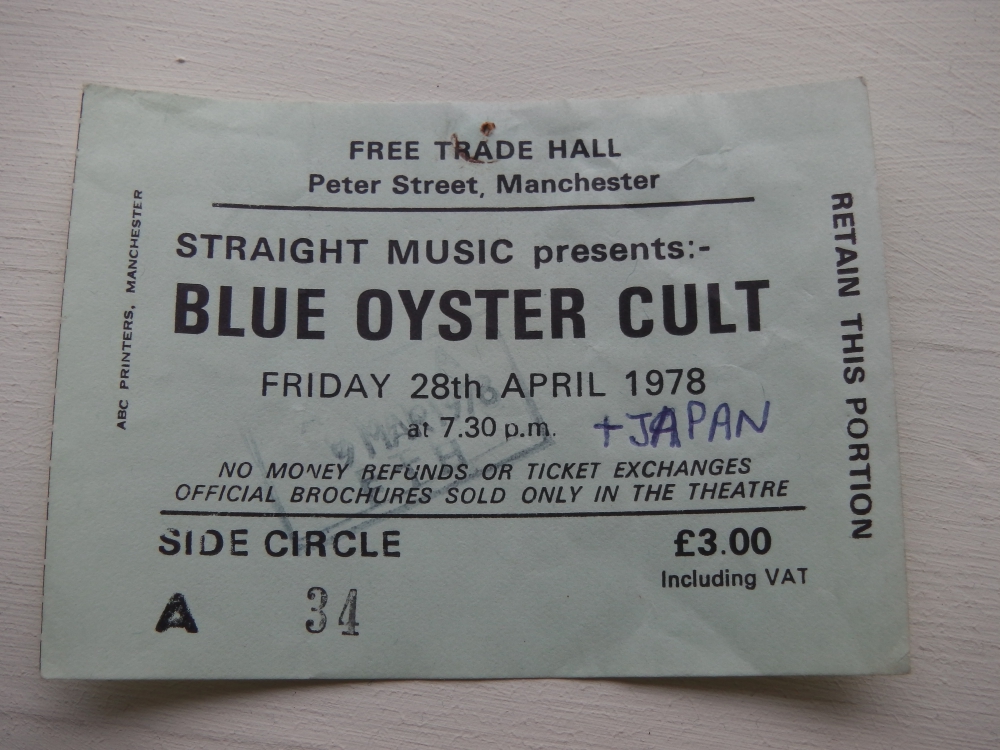 FREE TRADE HALL
Peter Street, Manchester
STRAIGHT MUSIC presents:-
BLUE OYSTER CULT
FRIDAY 28th APRIL 1978
at 7.30 p.m.
+JAPAN
NO MONEY REFUNDS OR TICKET EXCHANGES
OFFICIAL BROCHURES SOLD ONLY IN THE THEATRE
SIDE CIRCLE
£3.00
Including VAT
A 34
ABC PRINTERS, MANCHESTER
RETAIN THIS PORTION